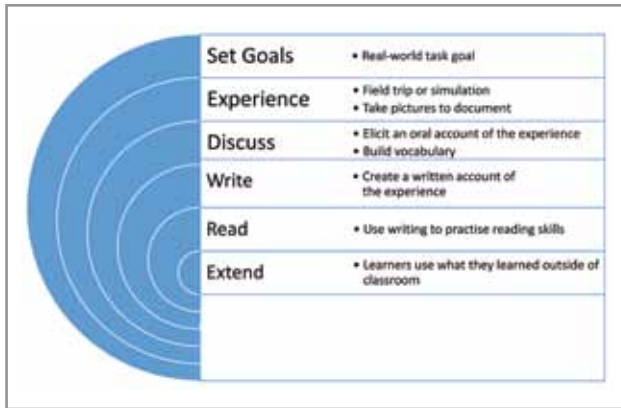 Set Goals
• Real-world task goal
Experience
• Field trip or simulation
• Take pictures to document
Discuss
• Elicit an oral account of the experience
• Build vocabulary
Write
• Create a written account of
the experience
Read
• Use writing to practise reading skills
Extend
• Learners use what they learned outside of
classroom